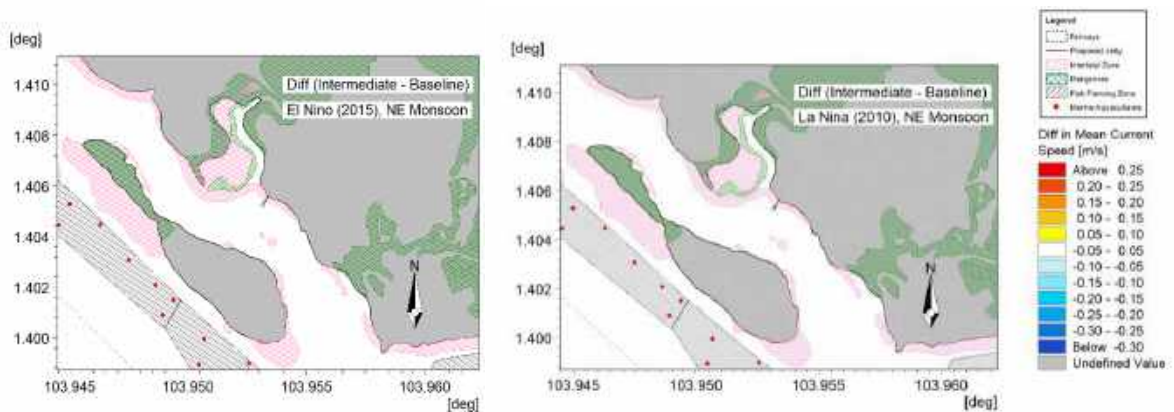 [deg]
1.410
1.408
1.406
1.404
1.402
1.400
Diff (Intermediate - Baseline)
El Nino (2015), NE Monsoon
N
103.945 103.950 103.955 103.960
[deg]
[deg]
1.410
1.408
1.406
1.404
1.402
1.400
Diff (Intermediate - Baseline)
La Nina (2010), NE Monsoon
N
103.945 103.950 103.955 103.960
[deg]
Legend
Fairways
Proposed jetty
Intertidal Zone
Mangroves
Fish Farming Zone
Marine Aquacultures
Diff in Mean Current
Speed [m/s]
Above 0.25
0.20 - 0.25
0.15 - 0.20
0.10 - 0.15
0.05 - 0.10
-0.05 - 0.05
-0.10 - -0.05
-0.15 - -0.10
-0.20 - -0.15
-0.25 - -0.20
-0.30 - -0.25
Below -0.30
Undefined Value